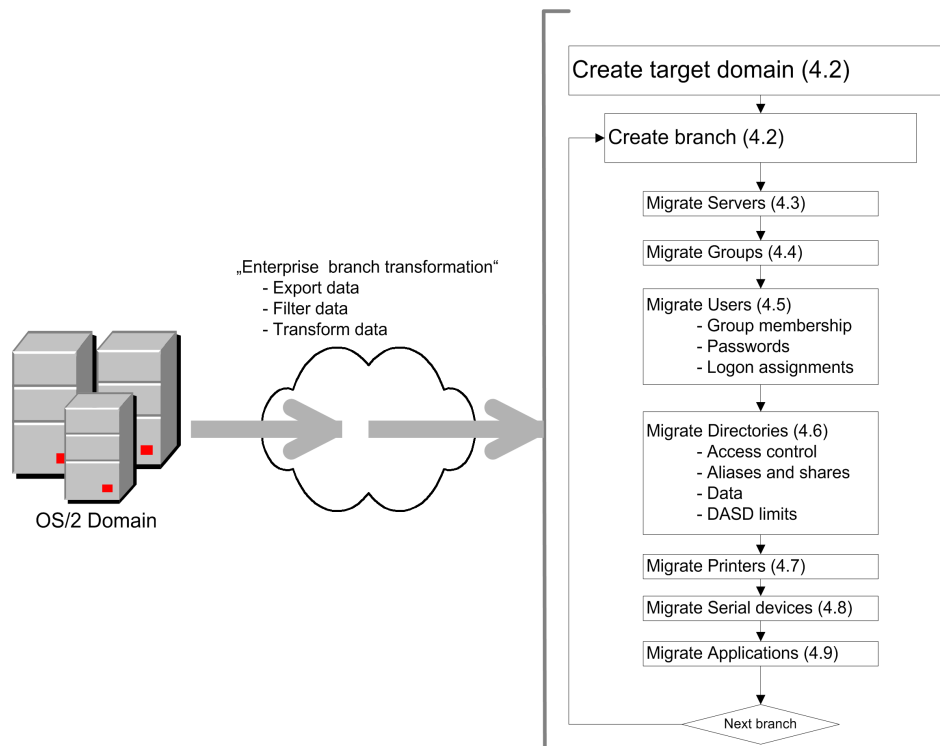 „Enterprise branch transformation“
- Export data
- Filter data
- Transform data
OS/2 Domain
Create target domain (4.2)
Create branch (4.2)
Migrate Servers (4.3)
Migrate Groups (4.4)
Migrate Users (4.5)
- Group membership
- Passwords
- Logon assignments
Migrate Directories (4.6)
- Access control
- Aliases and shares
- Data
- DASD limits
Migrate Printers (4.7)
Migrate Serial devices (4.8)
Migrate Applications (4.9)
Next branch